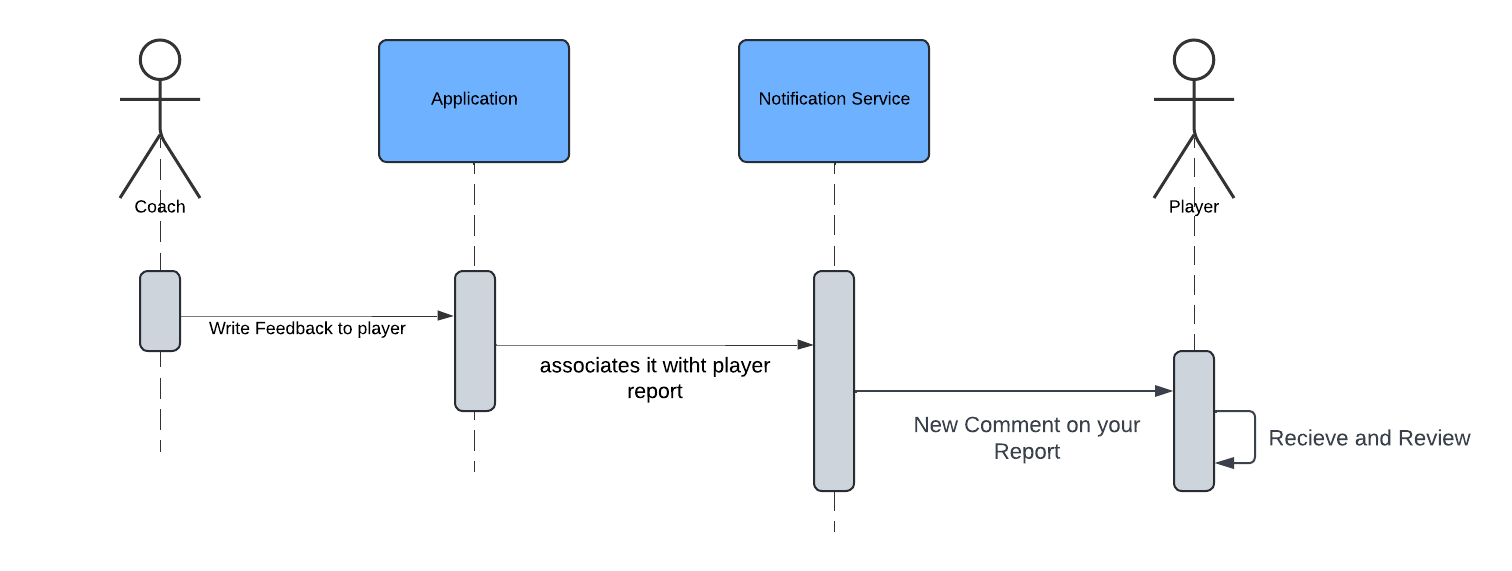 Application
Notification Service
Coach
Player
Write Feedback to player
associates it witht player
report
New Comment on your
Report
Recieve and Review